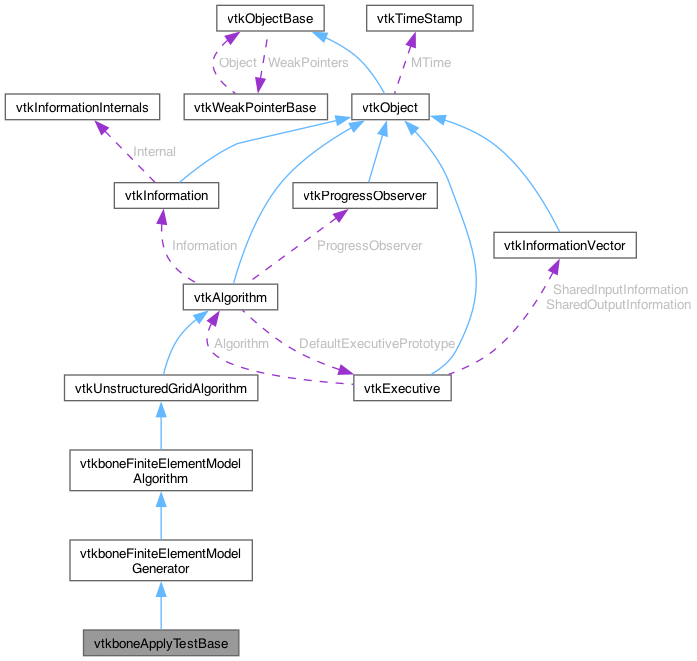 vtkObjectBase
vtkTimeStamp
Object
WeakPointers
MTime
vtkInformationInternals
vtkWeakPointerBase
vtkObject
Internal
vtkInformation
vtkProgressObserver
Information
ProgressObserver
vtkInformationVector
SharedInputInformation
SharedOutputInformation
vtkAlgorithm
Algorithm
DefaultExecutivePrototype
vtkUnstructuredGridAlgorithm
vtkExecutive
vtkboneFiniteElementModel
Algorithm
vtkboneFiniteElementModel
Generator
vtkboneApplyTestBase